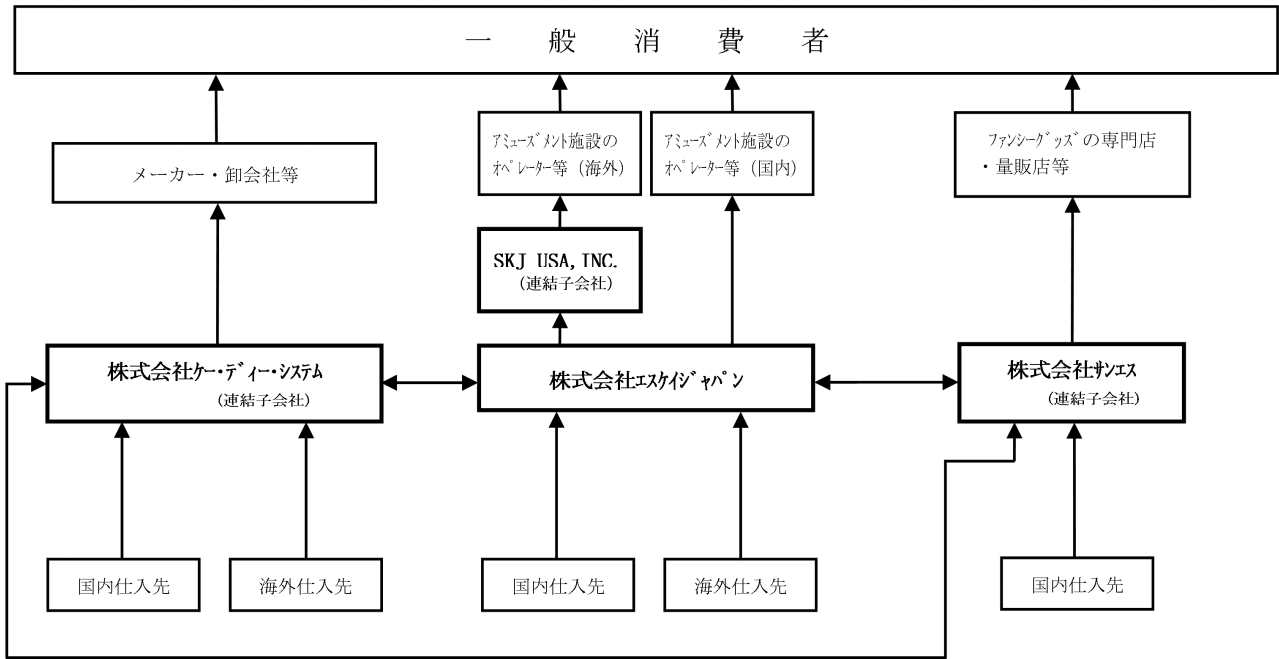 一般消費者
メーカー・卸会社等
ｱﾐｭｰｽﾞﾒﾝﾄ施設の
ｵﾍﾟﾚｰﾀｰ等（海外）
ｱﾐｭｰｽﾞﾒﾝﾄ施設の
ｵﾍﾟﾚｰﾀｰ等（国内）
ﾌｧﾝｼｰｸﾞｯｽﾞの専門店
・量販店等
SKJ USA, INC.
（連結子会社）
株式会社ｹｰ・ﾃﾞｨｰ・ｼｽﾃﾑ
（連結子会社）
株式会社ｴｽｹｲｼﾞｬﾊﾟﾝ
株式会社ｻﾝｴｽ
（連結子会社）
国内仕入先
海外仕入先
国内仕入先
海外仕入先
国内仕入先